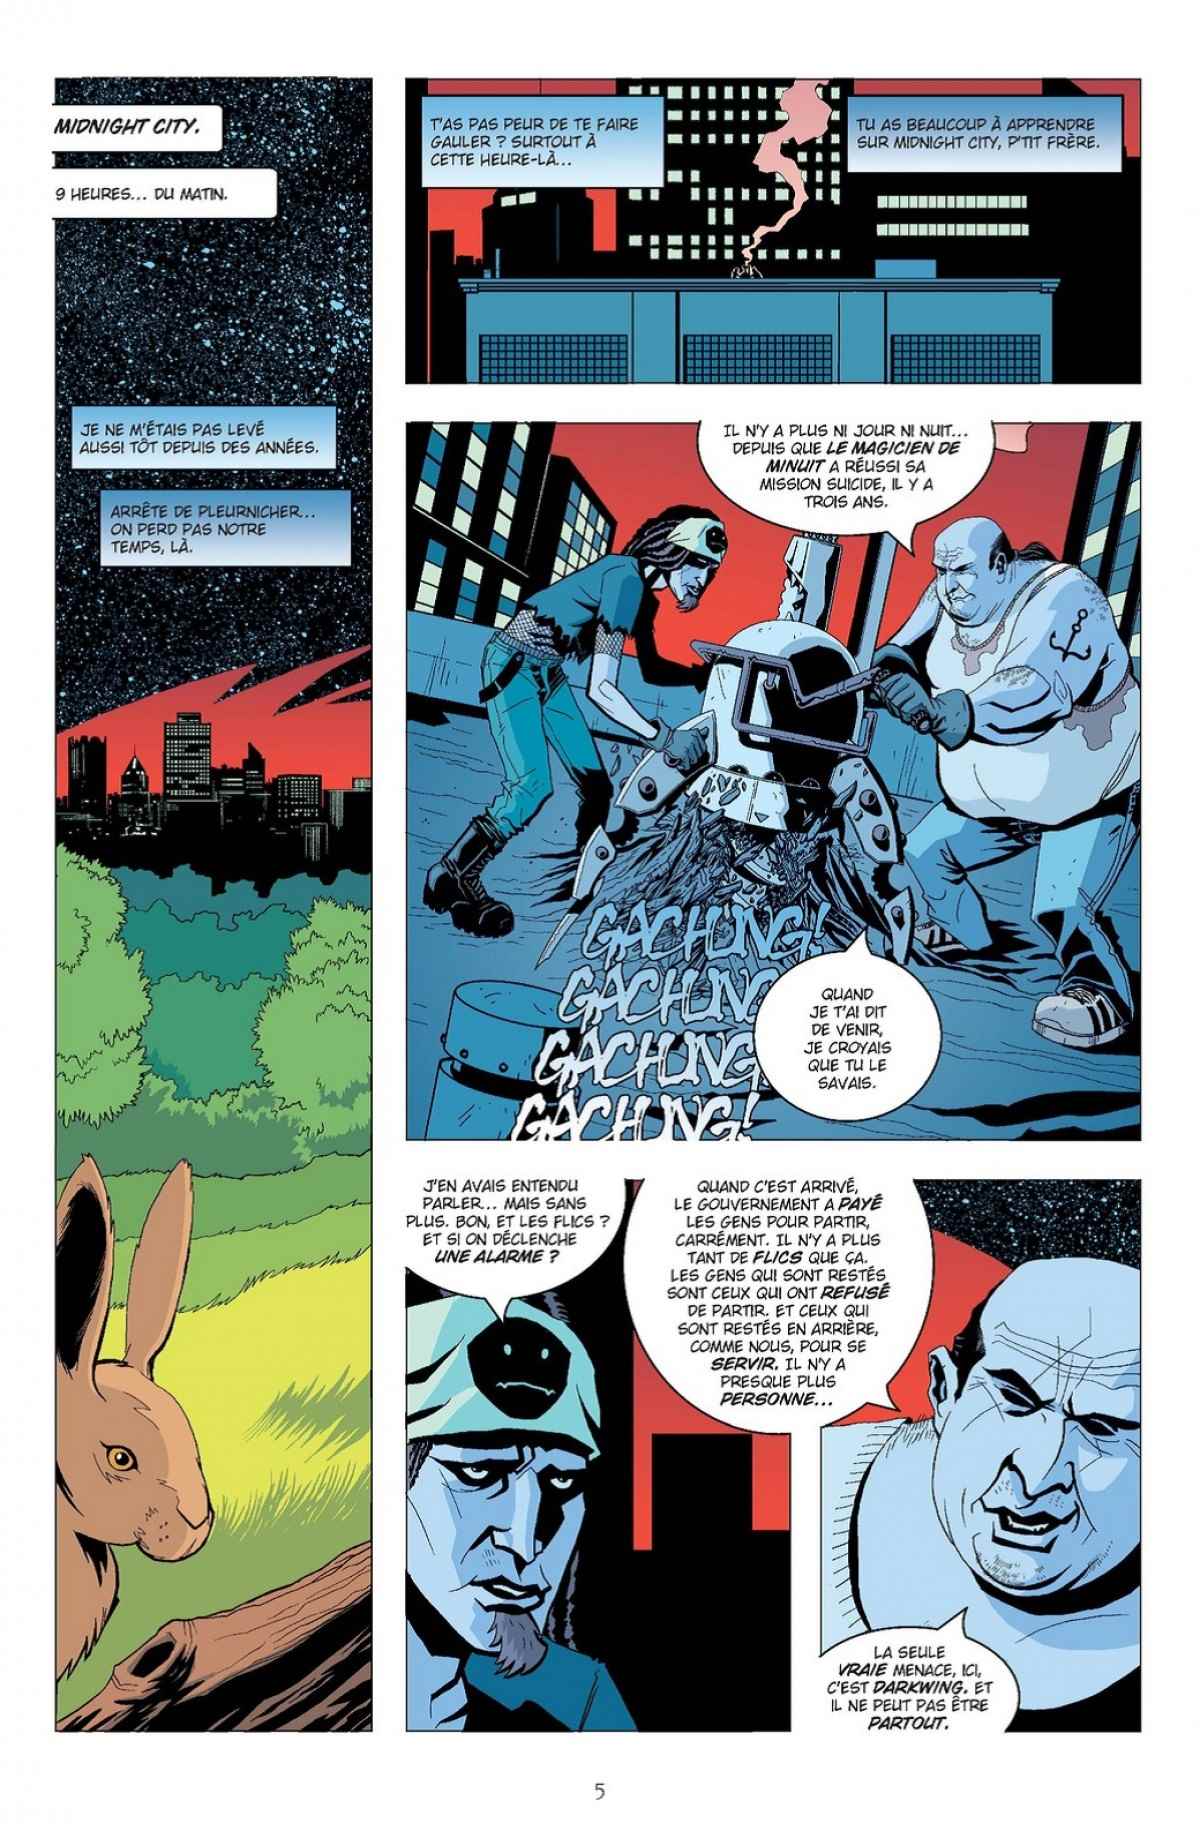 MIDNIGHT CITY.
9 HEURES... DU MATIN.
JE NE M'ÉTAIS PAS LEVÉ
AUSSI TÔT DEPUIS DES ANNÉES.
ARRÊTE DE PLEURNICHER...
ON PERD PAS NOTRE
TEMPS, LÀ.
T'AS PAS PEUR DE TE FAIRE
GAULER ? SURTOUT À
CETTE HEURE-LÀ...
TU AS BEAUCOUP À APPRENDRE
SUR MIDNIGHT CITY, P'TIT FRÈRE.
IL N'Y A PLUS NI JOUR NI NUIT...
DEPUIS QUE LE MAGICIEN DE
MINUIT A RÉUSSI SA
MISSION SUICIDE, IL Y A
TROIS ANS.
GACHUNG!
GACHUNG
GACHUNG
GACHUNG!
QUAND
JE T'AI DIT
DE VENIR,
JE CROYAIS
QUE TU LE
SAVAIS.
J'EN AVAIS ENTENDU
PARLER... MAIS SANS
PLUS. BON, ET LES FLICS ?
ET SI ON DÉCLENCHE
UNE ALARME ?
QUAND C'EST ARRIVÉ,
LE GOUVERNEMENT A PAYÉ
LES GENS POUR PARTIR,
CARRÉMENT. IL N'Y A PLUS
TANT DE FLICS QUE ÇA.
LES GENS QUI SONT RESTÉS
SONT CEUX QUI ONT REFUSÉ
DE PARTIR. ET CEUX QUI
SONT RESTÉS EN ARRIÈRE,
COMME NOUS, POUR SE
SERVIR. IL N'Y A
PRESQUE PLUS
PERSONNE...
LA SEULE
VRAIE MENACE, ICI,
C'EST DARKWING. ET
IL NE PEUT PAS ÊTRE
PARTOUT.
5